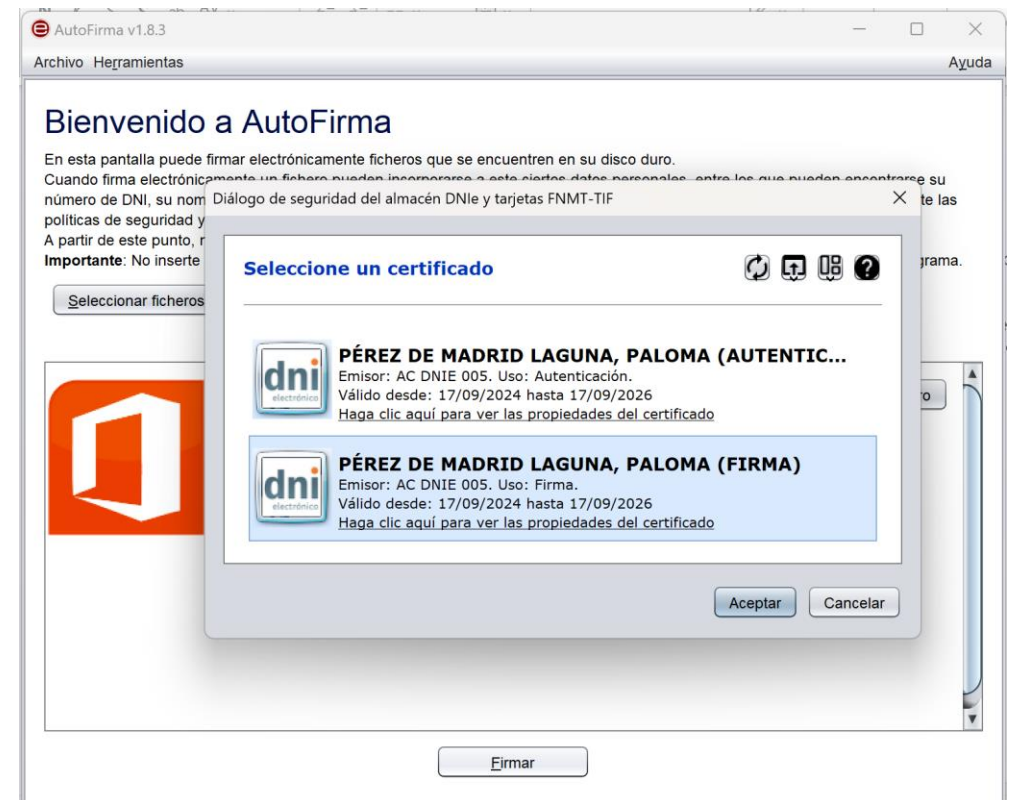 AutoFirma v1.8.3
Archivo Herramientas Ayuda
Bienvenido a AutoFirma
En esta pantalla puede firmar electrónicamente ficheros que se encuentren en su disco duro.
Cuando firma electrónicamente un fichero pueden incorporarse a este ciertos datos personales, entre los que pueden encontrarse su
número de DNI, su nom te las
políticas de seguridad y
A partir de este punto, r
Importante: No inserte grama.
Seleccionar ficheros
Diálogo de seguridad del almacén DNIe y tarjetas FNMT-TIF
Seleccione un certificado
dni
electrónico
PÉREZ DE MADRID LAGUNA, PALOMA (AUTENTIC...
Emisor: AC DNIE 005. Uso: Autenticación.
Válido desde: 17/09/2024 hasta 17/09/2026
Haga clic aquí para ver las propiedades del certificado
dni
electrónico
PÉREZ DE MADRID LAGUNA, PALOMA (FIRMA)
Emisor: AC DNIE 005. Uso: Firma.
Válido desde: 17/09/2024 hasta 17/09/2026
Haga clic aquí para ver las propiedades del certificado
Aceptar Cancelar
Firmar